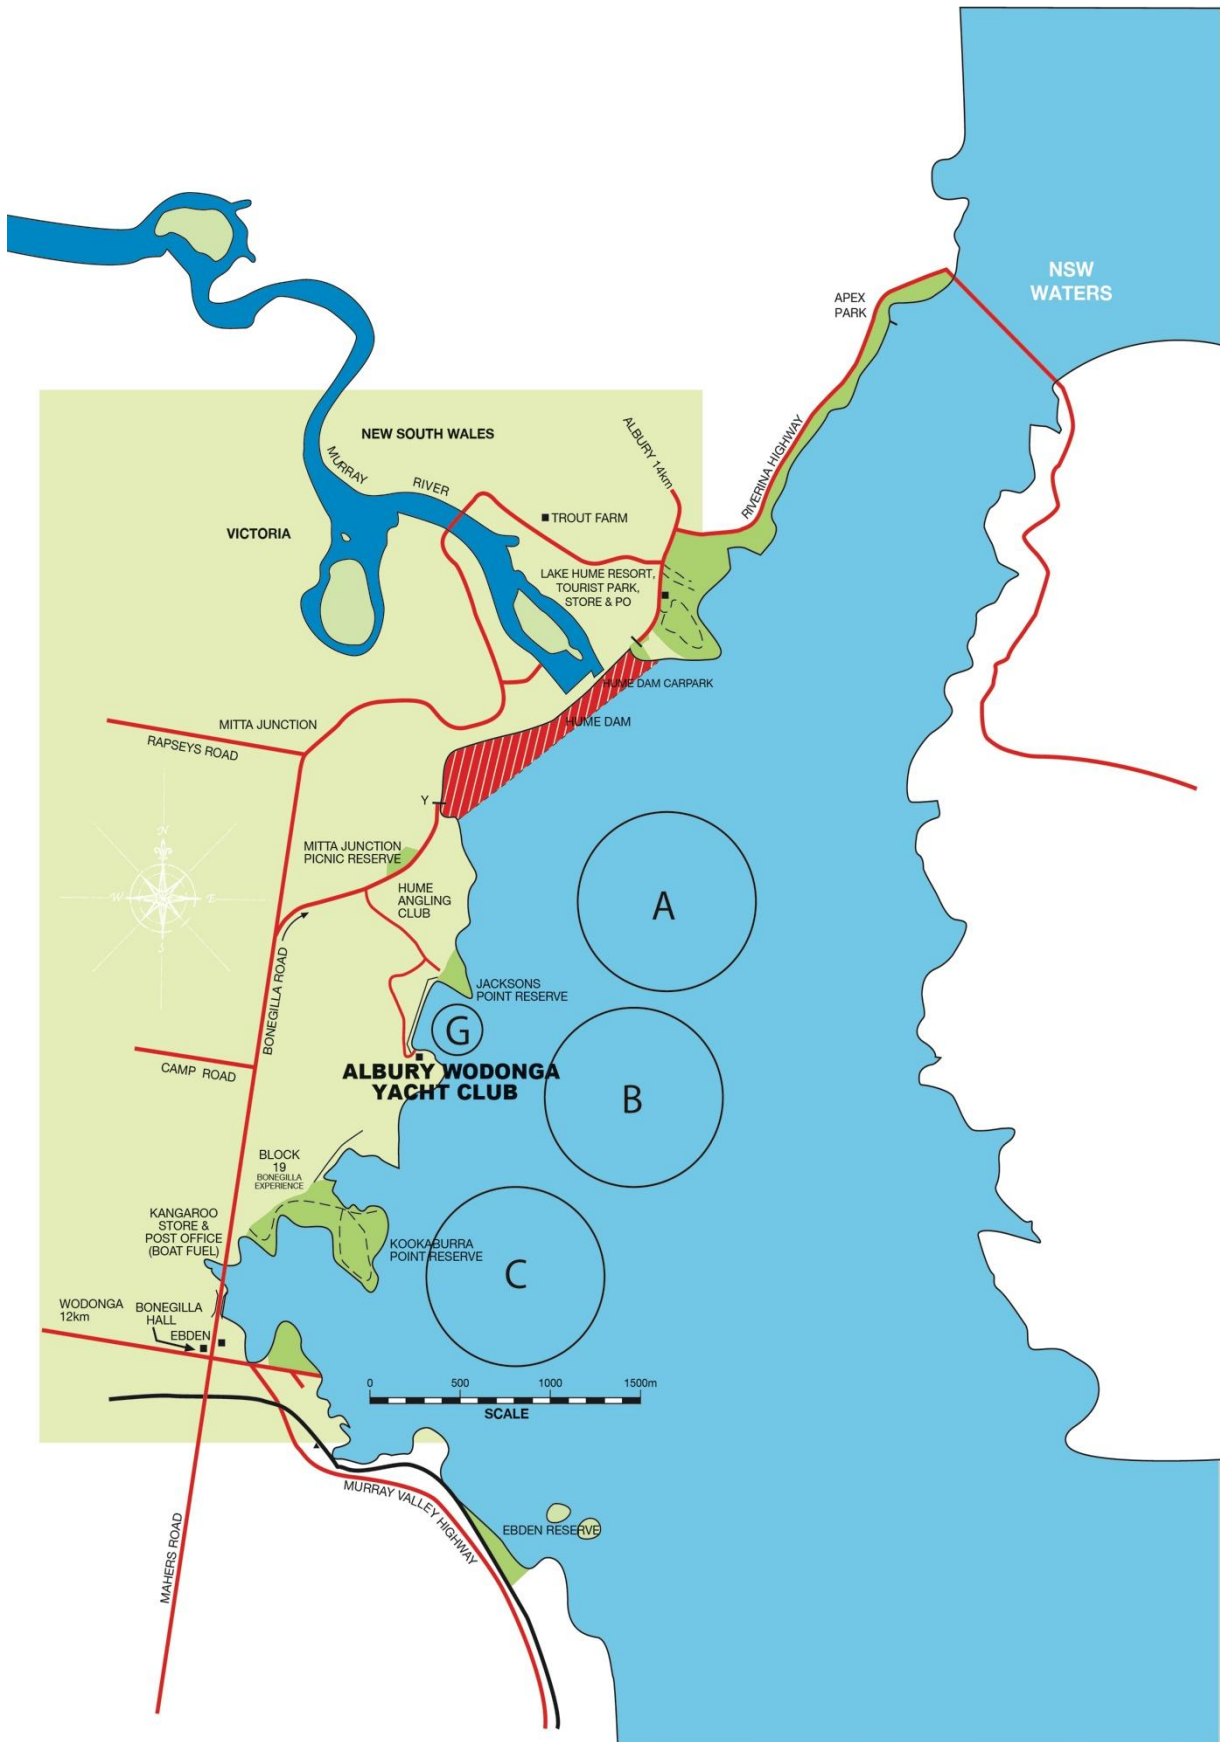 NSW
WATERS
APEX
PARK
RIVERINA HIGHWAY
ALBURY 14km
NEW SOUTH WALES
MURRAY
RIVER
TROUT FARM
VICTORIA
LAKE HUME RESORT,
TOURIST PARK,
STORE & PO
HUME DAM CARPARK
HUME DAM
MITTA JUNCTION
RAPSEYS ROAD
Y
N
W
E
S
MITTA JUNCTION
PICNIC RESERVE
HUME
ANGLING
CLUB
A
BONEGILLA ROAD
JACKSONS
POINT RESERVE
G
CAMP ROAD
ALBURY WODONGA
YACHT CLUB
B
BLOCK
19
BONEGILLA
EXPERIENCE
KANGAROO
STORE &
POST OFFICE
(BOAT FUEL)
KOOKABURRA
POINT RESERVE
C
WODONGA
12km
BONEGILLA
HALL
EBDEN
0 500 1000 1500m
SCALE
MURRAY VALLEY HIGHWAY
EBDEN RESERVE
MAHERS ROAD